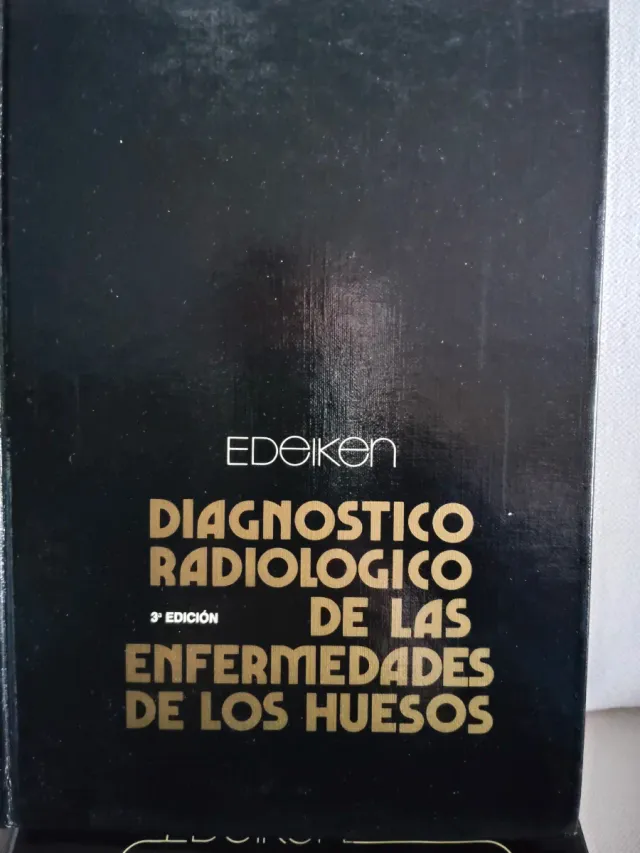 EDeIKen
DIAGNOSTICO
RADIOLOGICO
3ª EDICIÓN DE LAS
ENFERMEDADES
DE LOS HUESOS